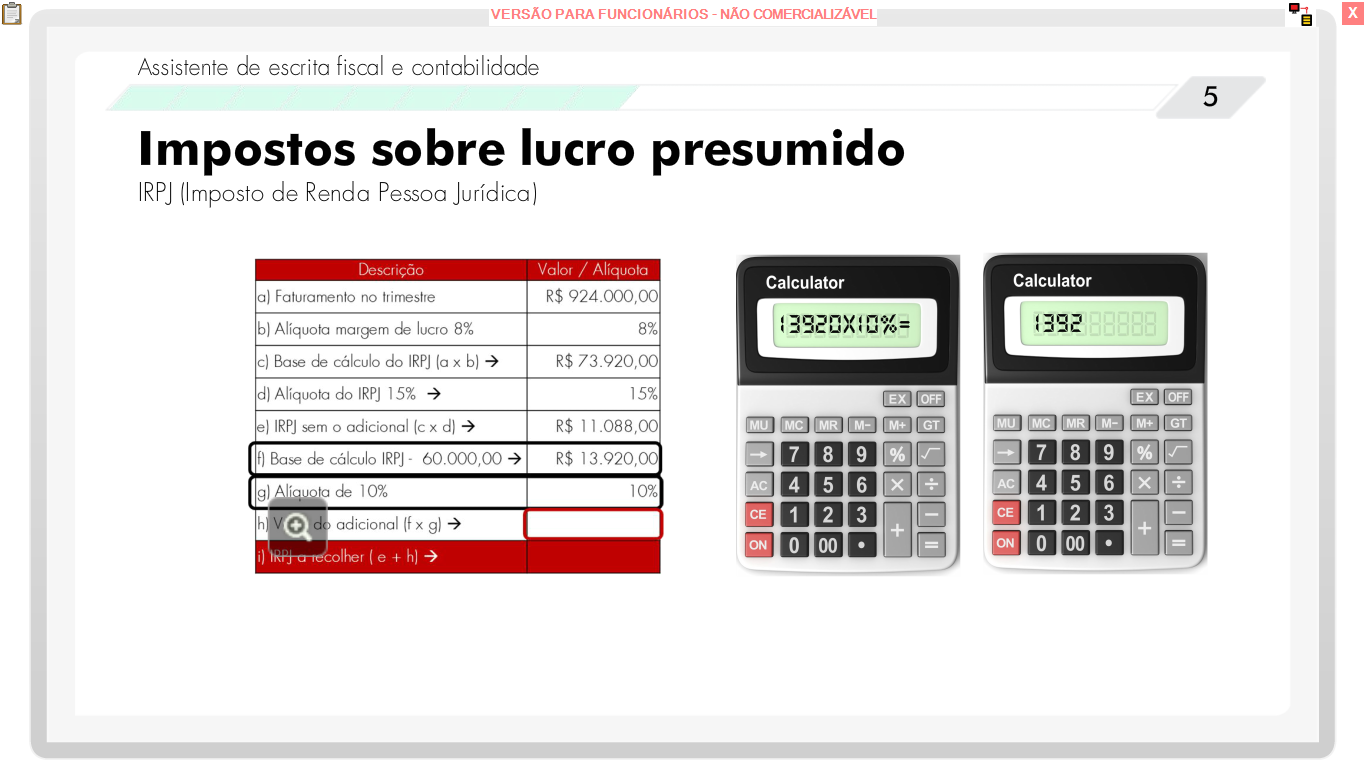 VERSÃO PARA FUNCIONÁRIOS - NÃO COMERCIALIZÁVEL
X
Assistente de escrita fiscal e contabilidade
5
Impostos sobre lucro presumido
IRPJ (Imposto de Renda Pessoa Jurídica)
Descrição Valor / Alíquota
a) Faturamento no trimestre R$ 924.000,00
b) Alíquota margem de lucro 8% 8%
c) Base de cálculo do IRPJ (a x b) → R$ 73.920,00
d) Alíquota do IRPJ 15% → 15%
e) IRPJ sem o adicional (c x d) → R$ 11.088,00
f) Base de cálculo IRPJ - 60.000,00 → R$ 13.920,00
g) Alíquota de 10% 10%
h) do adicional (f x g) →
i) IRPJ a recolher ( e + h) →
Calculator
13920X10%=
EX OFF
MU MC MR M− M+ GT
→ 7 8 9 % √
AC 4 5 6 × ÷
CE 1 2 3 + −
ON 0 00 • =
Calculator
1392
EX OFF
MU MC MR M− M+ GT
→ 7 8 9 % √
AC 4 5 6 × ÷
CE 1 2 3 + −
ON 0 00 • =